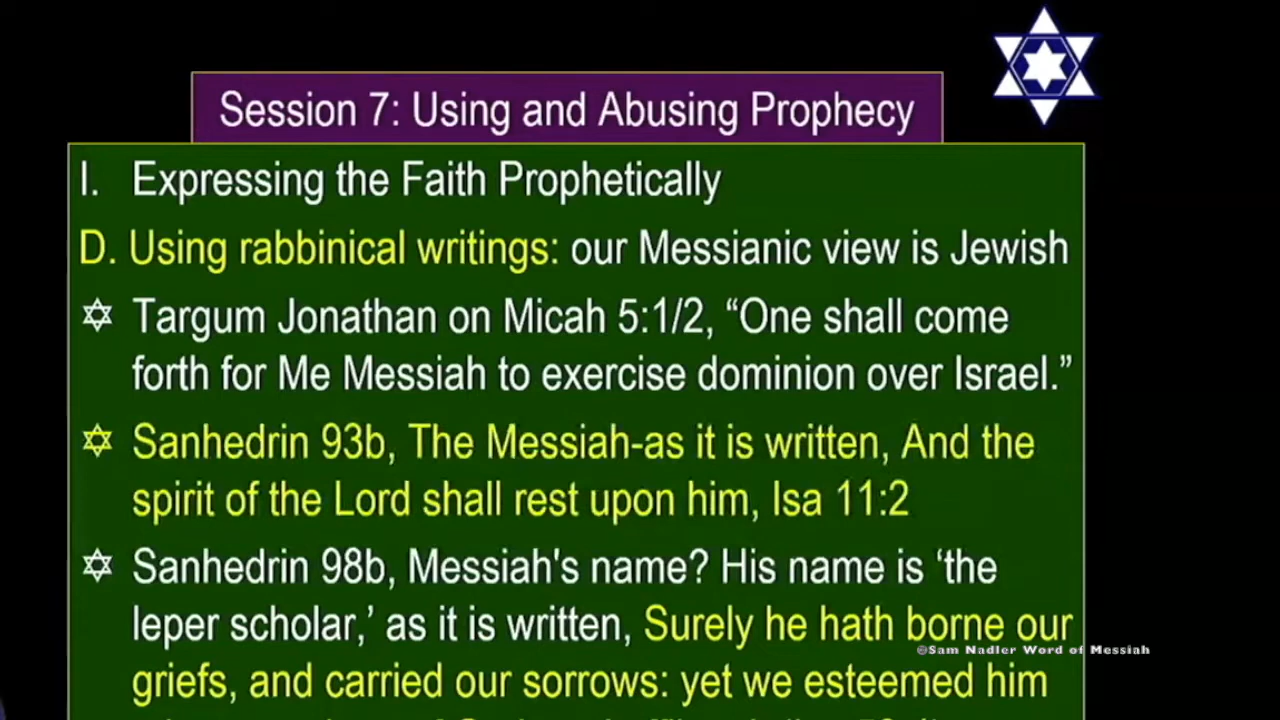 Session 7: Using and Abusing Prophecy
I. Expressing the Faith Prophetically
D. Using rabbinical writings: our Messianic view is Jewish
Targum Jonathan on Micah 5:1/2, “One shall come
forth for Me Messiah to exercise dominion over Israel.”
Sanhedrin 93b, The Messiah-as it is written, And the
spirit of the Lord shall rest upon him, Isa 11:2
Sanhedrin 98b, Messiah's name? His name is ‘the
leper scholar,’ as it is written, Surely he hath borne our
©Sam Nadler Word of Messiah
griefs, and carried our sorrows: yet we esteemed him